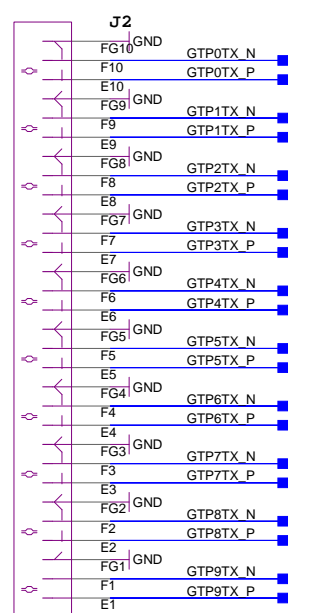 J2
GND
FG10
GTP0TX_N
F10
GTP0TX_P
E10
GND
FG9
GTP1TX_N
F9
GTP1TX_P
E9
GND
FG8
GTP2TX_N
F8
GTP2TX_P
E8
GND
FG7
GTP3TX_N
F7
GTP3TX_P
E7
GND
FG6
GTP4TX_N
F6
GTP4TX_P
E6
GND
FG5
GTP5TX_N
F5
GTP5TX_P
E5
GND
FG4
GTP6TX_N
F4
GTP6TX_P
E4
GND
FG3
GTP7TX_N
F3
GTP7TX_P
E3
GND
FG2
GTP8TX_N
F2
GTP8TX_P
E2
GND
FG1
GTP9TX_N
F1
GTP9TX_P
E1